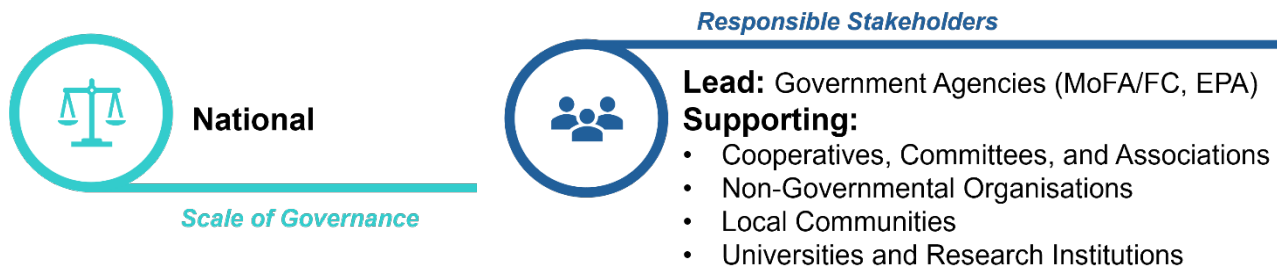 National
Scale of Governance
Responsible Stakeholders
Lead: Government Agencies (MoFA/FC, EPA)
Supporting:
• Cooperatives, Committees, and Associations
• Non-Governmental Organisations
• Local Communities
• Universities and Research Institutions